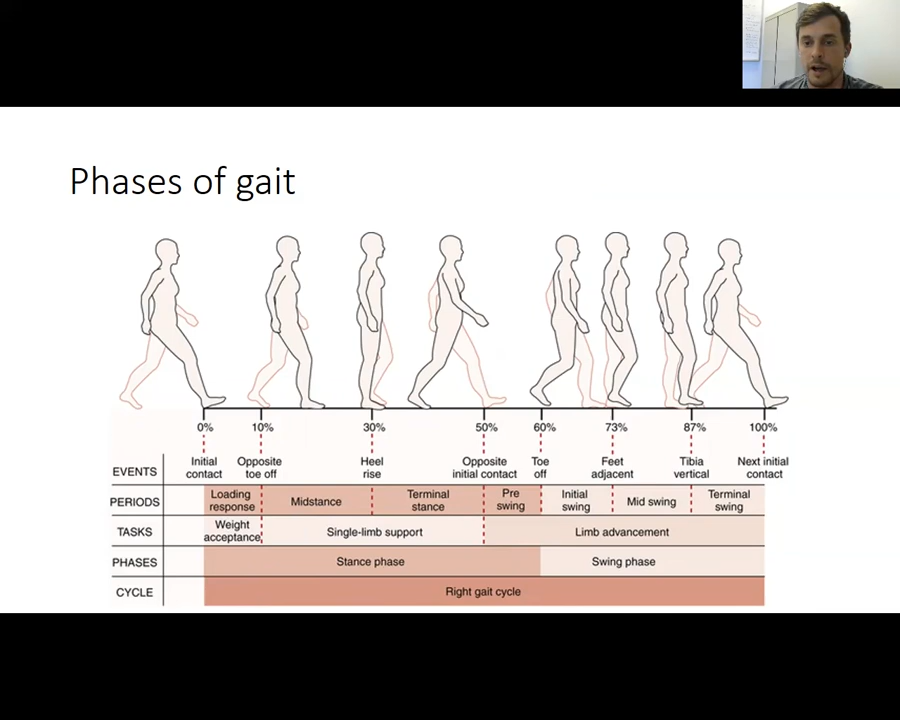 Phases of gait
0% 10% 30% 50% 60% 73% 87% 100%
EVENTS
Initial contact
Opposite toe off
Heel rise
Opposite initial contact
Toe off
Feet adjacent
Tibia vertical
Next initial contact
PERIODS
Loading response
Midstance
Terminal stance
Pre swing
Initial swing
Mid swing
Terminal swing
TASKS
Weight acceptance
Single-limb support
Limb advancement
PHASES
Stance phase
Swing phase
CYCLE
Right gait cycle